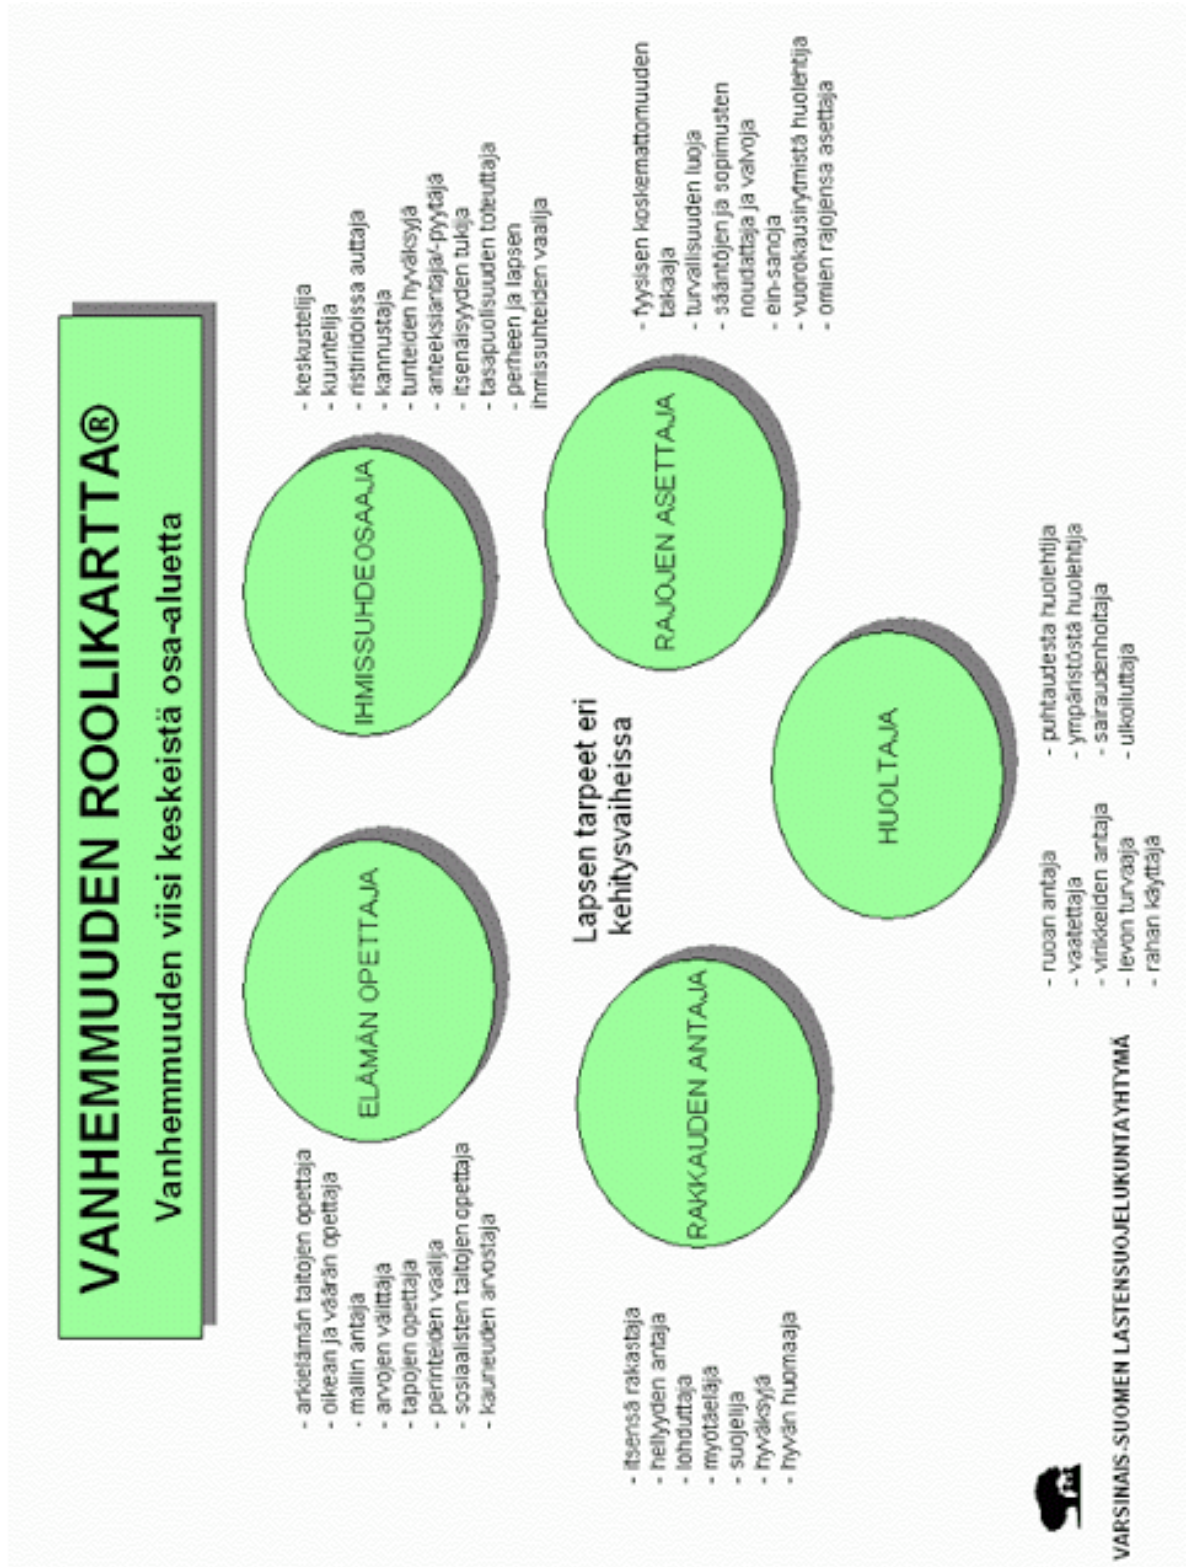 VANHEMMUUDEN ROOLIKARTTA®
Vanhemmuuden viisi keskeistä osa-aluetta
- arkielämän taitojen opettaja
- oikean ja väärän opettaja
- mallin antaja
- arvojen välittäjä
- tapojen opettaja
- perinteiden vaalija
- sosiaalisten taitojen opettaja
- kauneuden arvostaja
ELÄMÄN OPETTAJA
IHMISSUHDEOSAAJA
- keskustelija
- kuuntelija
- ristiriidoissa auttaja
- kannustaja
- tunteiden hyväksyjä
- anteeksiantaja/-pyytäjä
- itsenäisyyden tukija
- tasapuolisuuden toteuttaja
- perheen ja lapsen
ihmissuhteiden vaalija
- itsensä rakastaja
- hellyyden antaja
- lohduttaja
- myötäeläjä
- suojelija
- hyväksyjä
- hyvän huomaaja
RAKKAUDEN ANTAJA
Lapsen tarpeet eri
kehitysvaiheissa
RAJOJEN ASETTAJA
- fyysisen koskemattomuuden
takaaja
- turvallisuuden luoja
- sääntöjen ja sopimusten
noudattaja ja valvoja
- ein-sanoja
- vuorokausirytmistä huolehtija
- omien rajojensa asettaja
HUOLTAJA
- ruoan antaja
- vaatettaja
- virikkeiden antaja
- levon turvaaja
- rahan käyttäjä
- puhtaudesta huolehtija
- ympäristöstä huolehtija
- sairaudenhoitaja
- ulkoiluttaja
VARSINAIS-SUOMEN LASTENSUOJELUKUNTAYHTYMÄ